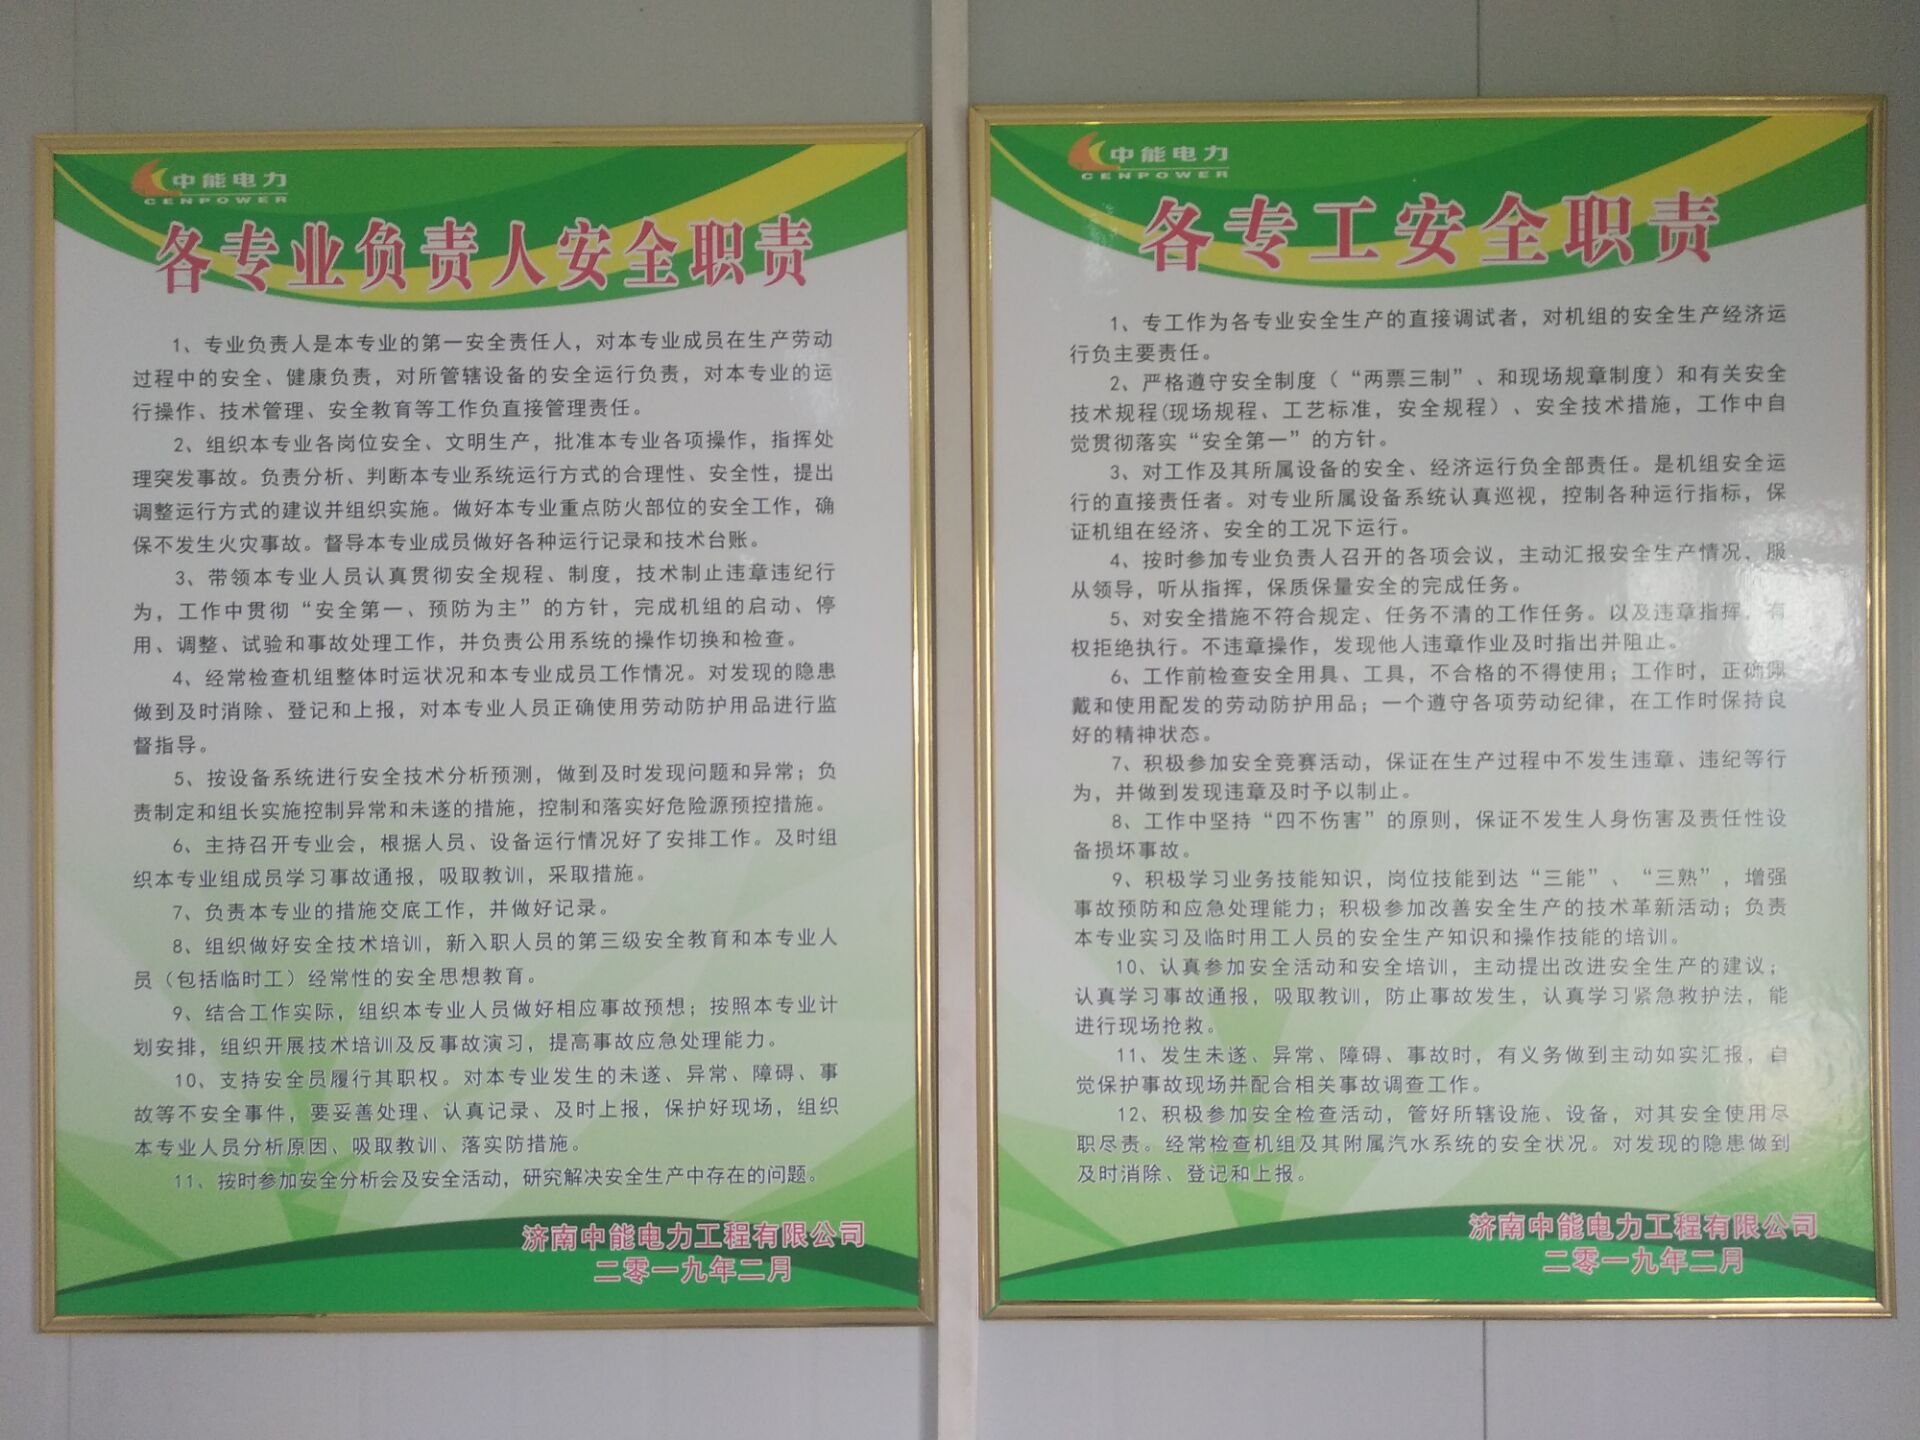 中能电力
CENPOWER
各专业负责人安全职责
1、专业负责人是本专业的第一安全责任人，对本专业成员在生产劳动
过程中的安全、健康负责，对所管辖设备的安全运行负责，对本专业的运
行操作、技术管理、安全教育等工作负直接管理责任。
2、组织本专业各岗位安全、文明生产，批准本专业各项操作，指挥处
理突发事故。负责分析、判断本专业系统运行方式的合理性、安全性，提出
调整运行方式的建议并组织实施。做好本专业重点防火部位的安全工作，确
保不发生火灾事故。督导本专业成员做好各种运行记录和技术台账。
3、带领本专业人员认真贯彻安全规程、制度，技术制止违章违纪行
为，工作中贯彻“安全第一、预防为主”的方针，完成机组的启动、停
用、调整、试验和事故处理工作，并负责公用系统的操作切换和检查。
4、经常检查机组整体时运状况和本专业成员工作情况。对发现的隐患
做到及时消除、登记和上报，对本专业人员正确使用劳动防护用品进行监
督指导。
5、按设备系统进行安全技术分析预测，做到及时发现问题和异常；负
责制定和组长实施控制异常和未遂的措施，控制和落实好危险源预控措施。
6、主持召开专业会，根据人员、设备运行情况好了安排工作。及时组
织本专业组成员学习事故通报，吸取教训，采取措施。
7、负责本专业的措施交底工作，并做好记录。
8、组织做好安全技术培训，新入职人员的第三级安全教育和本专业人
员（包括临时工）经常性的安全思想教育。
9、结合工作实际，组织本专业人员做好相应事故预想；按照本专业计
划安排，组织开展技术培训及反事故演习，提高事故应急处理能力。
10、支持安全员履行其职权。对本专业发生的未遂、异常、障碍、事
故等不安全事件，要妥善处理、认真记录、及时上报，保护好现场，组织
本专业人员分析原因、吸取教训、落实防措施。
11、按时参加安全分析会及安全活动，研究解决安全生产中存在的问题。
济南中能电力工程有限公司
二零一九年二月
中能电力
CENPOWER
各专工安全职责
1、专工作为各专业安全生产的直接调试者，对机组的安全生产经济运
行负主要责任。
2、严格遵守安全制度（“两票三制”、和现场规章制度）和有关安全
技术规程(现场规程、工艺标准，安全规程）、安全技术措施，工作中自
觉贯彻落实“安全第一”的方针。
3、对工作及其所属设备的安全、经济运行负全部责任。是机组安全运
行的直接责任者。对专业所属设备系统认真巡视，控制各种运行指标，保
证机组在经济、安全的工况下运行。
4、按时参加专业负责人召开的各项会议，主动汇报安全生产情况，服
从领导，听从指挥，保质保量安全的完成任务。
5、对安全措施不符合规定、任务不清的工作任务。以及违章指挥，有
权拒绝执行。不违章操作，发现他人违章作业及时指出并阻止。
6、工作前检查安全用具、工具，不合格的不得使用；工作时，正确佩
戴和使用配发的劳动防护用品；一个遵守各项劳动纪律，在工作时保持良
好的精神状态。
7、积极参加安全竞赛活动，保证在生产过程中不发生违章、违纪等行
为，并做到发现违章及时予以制止。
8、工作中坚持“四不伤害”的原则，保证不发生人身伤害及责任性设
备损坏事故。
9、积极学习业务技能知识，岗位技能到达“三能”、“三熟”，增强
事故预防和应急处理能力；积极参加改善安全生产的技术革新活动；负责
本专业实习及临时用工人员的安全生产知识和操作技能的培训。
10、认真参加安全活动和安全培训，主动提出改进安全生产的建议；
认真学习事故通报，吸取教训，防止事故发生，认真学习紧急救护法，能
进行现场抢救。
11、发生未遂、异常、障碍、事故时，有义务做到主动如实汇报，自
觉保护事故现场并配合相关事故调查工作。
12、积极参加安全检查活动，管好所辖设施、设备，对其安全使用尽
职尽责。经常检查机组及其附属汽水系统的安全状况。对发现的隐患做到
及时消除、登记和上报。
济南中能电力工程有限公司
二零一九年二月